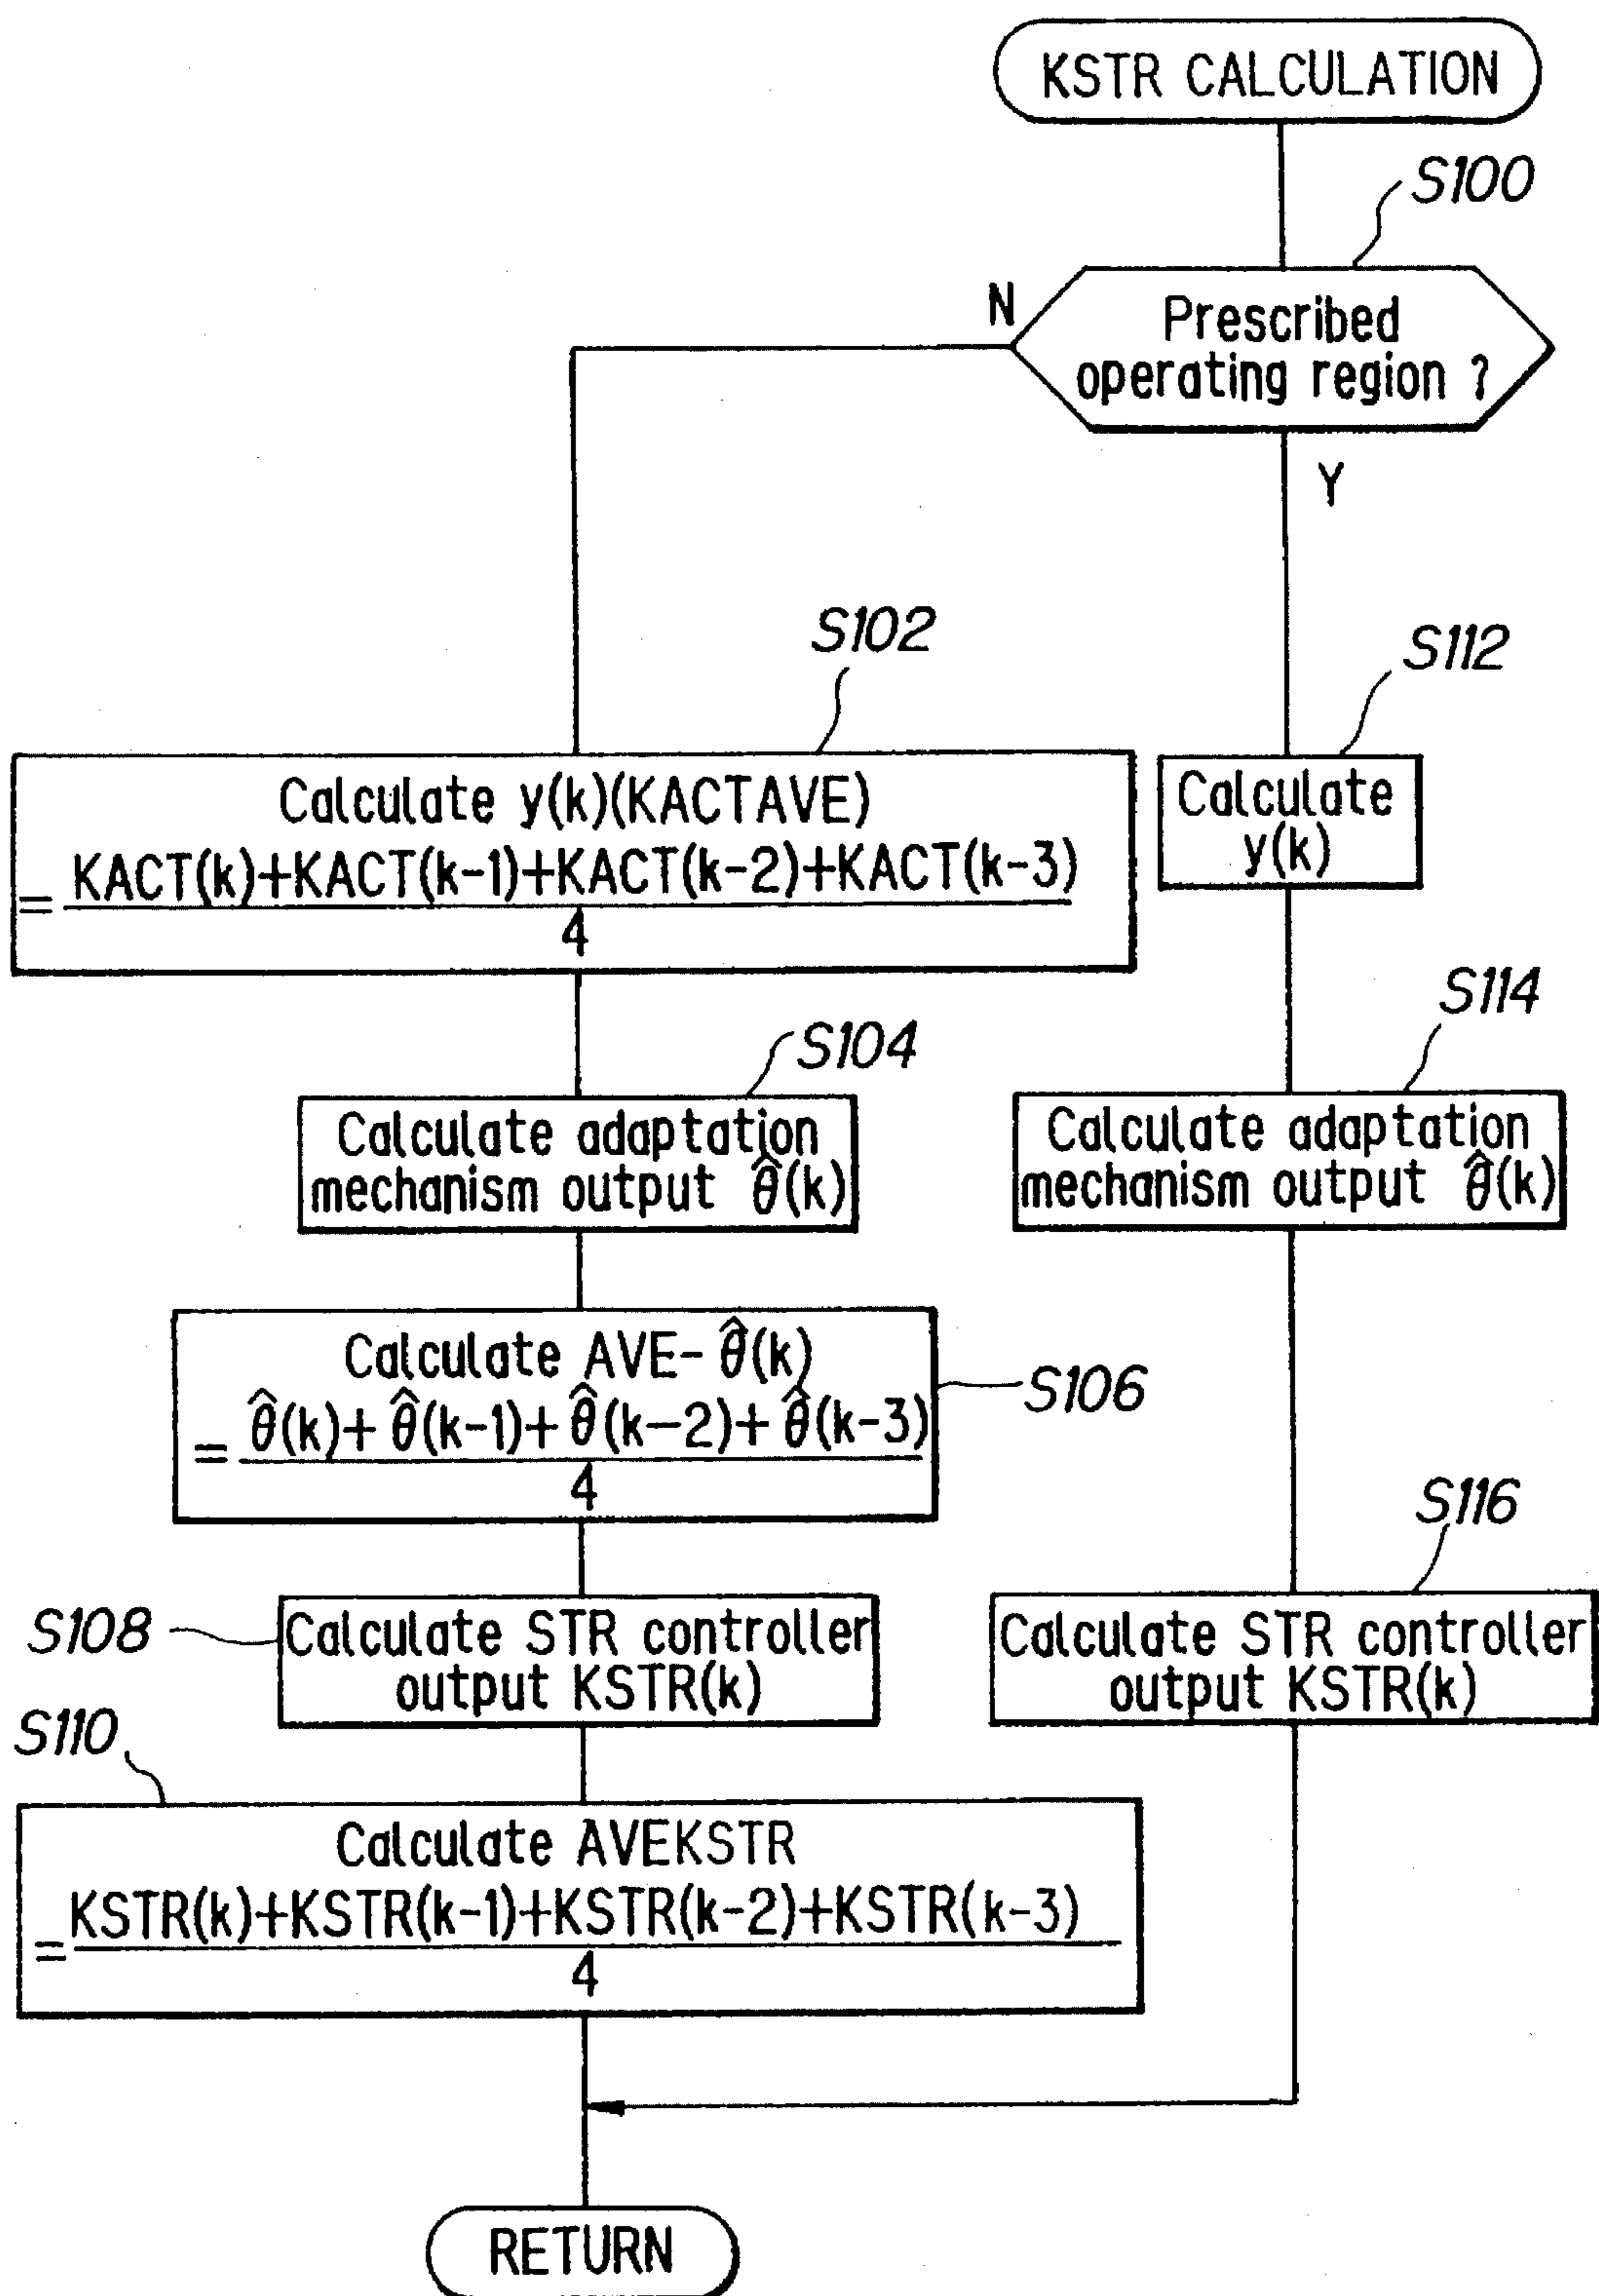 KSTR CALCULATION
S100
N
Prescribed
operating region ?
Y
S102
Calculate y(k)(KACTAVE)
= KACT(k)+KACT(k-1)+KACT(k-2)+KACT(k-3)
4
S112
Calculate
y(k)
S104
Calculate adaptation
mechanism output θ̂(k)
S114
Calculate adaptation
mechanism output θ̂(k)
Calculate AVE- θ̂(k)
= θ̂(k)+ θ̂(k-1)+ θ̂(k-2)+ θ̂(k-3)
4
S106
S108
Calculate STR controller
output KSTR(k)
S116
Calculate STR controller
output KSTR(k)
S110
Calculate AVEKSTR
= KSTR(k)+KSTR(k-1)+KSTR(k-2)+KSTR(k-3)
4
RETURN